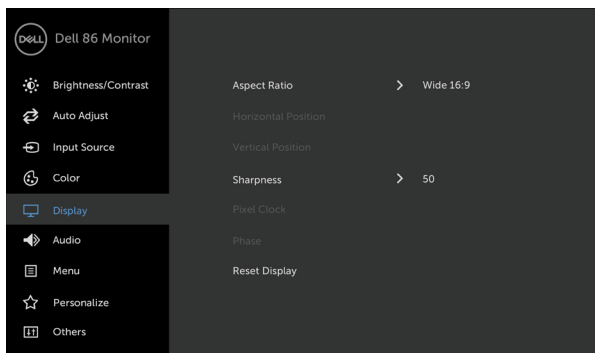 DELL Dell 86 Monitor
Brightness/Contrast
Auto Adjust
Input Source
Color
Display
Audio
Menu
Personalize
Others
Aspect Ratio > Wide 16:9
Horizontal Position
Vertical Position
Sharpness > 50
Pixel Clock
Phase
Reset Display